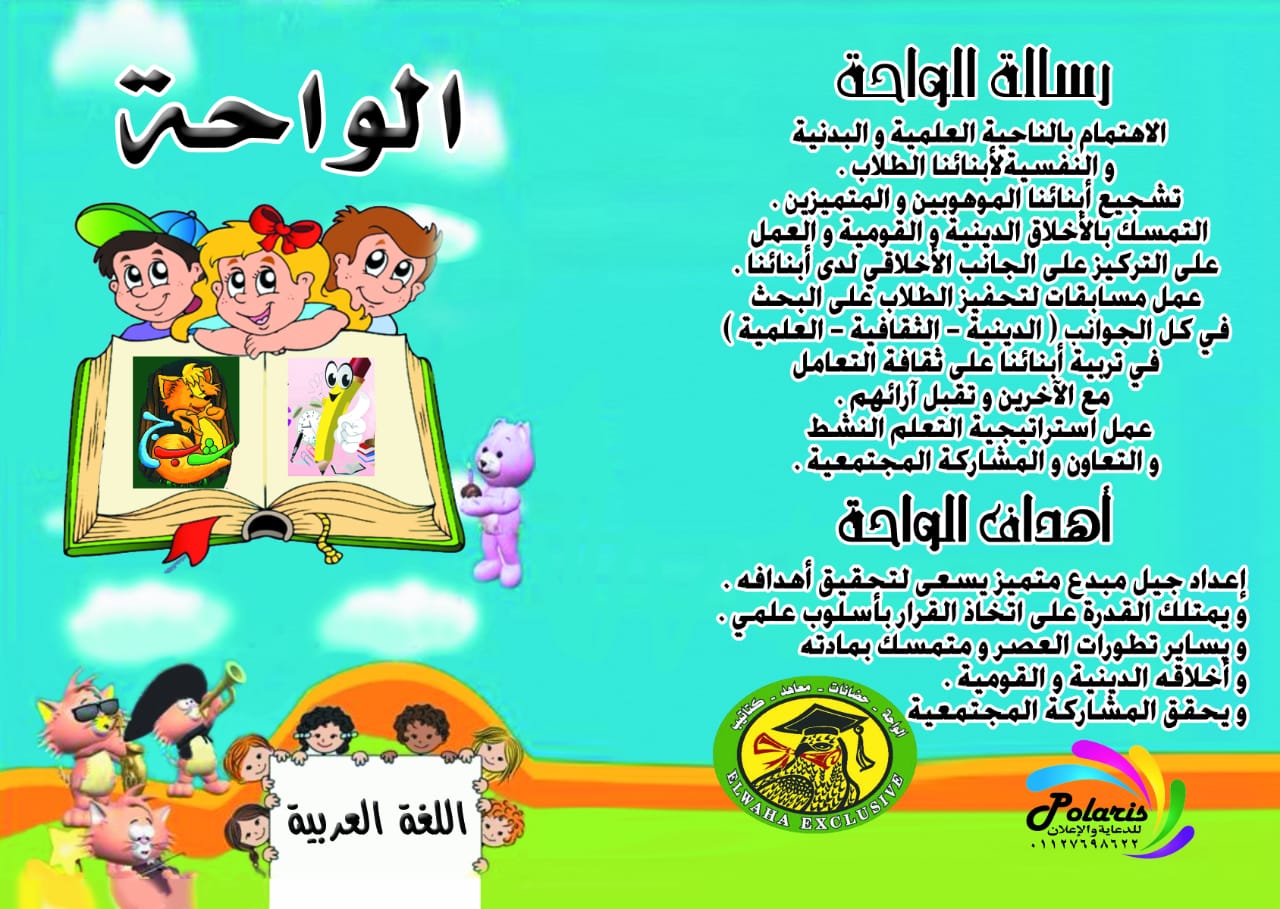 الواحة
اللغة العربية
رسالة الواحة
الاهتمام بالناحية العلمية و البدنية
و النفسية لأبنائنا الطلاب .
تشجيع أبنائنا الموهوبين و المتميزين .
التمسك بالأخلاق الدينية و القومية و العمل
على التركيز على الجانب الأخلاقي لدى أبنائنا .
عمل مسابقات لتحفيز الطلاب على البحث
في كل الجوانب ( الدينية - الثقافية - العلمية )
في تربية أبنائنا على ثقافة التعامل
مع الآخرين و تقبل آرائهم .
عمل استراتيجية التعلم النشط
و التعاون و المشاركة المجتمعية .
أهداف الواحة
إعداد جيل مبدع متميز يسعى لتحقيق أهدافه .
و يمتلك القدرة على اتخاذ القرار بأسلوب علمي .
و يساير تطورات العصر و متمسك بمادته
و أخلاقه الدينية و القومية .
و يحقق المشاركة المجتمعية
الواحة - حضانات - معاهد - كتاتيب
ELWAHA EXCLUSIVE
Polaris
للدعاية والإعلان
٠١١٢٧٦٩٨٦٢٢